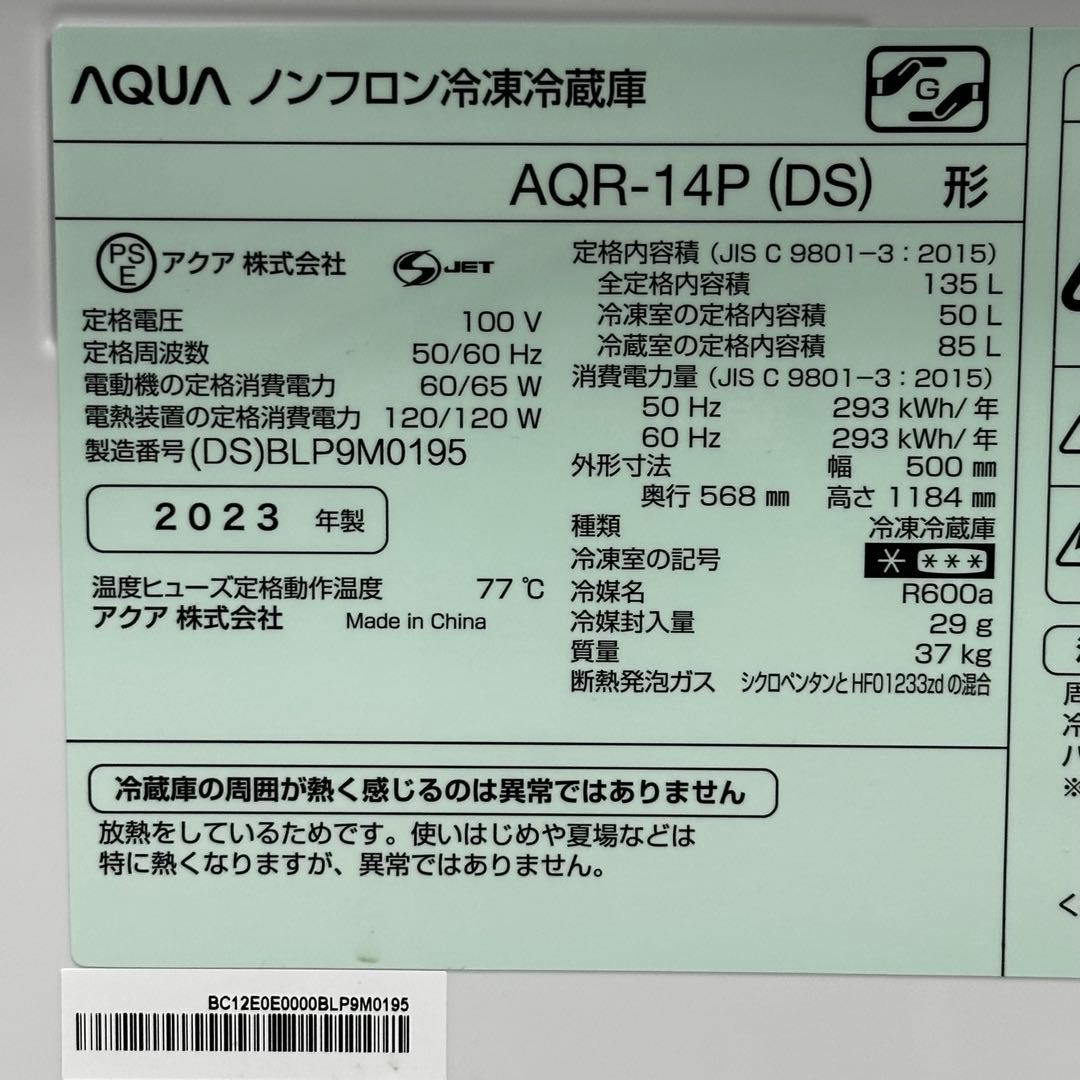 AQUA ノンフロン冷凍冷蔵庫
G
AQR-14P (DS) 形
PSE アクア 株式会社 S JET
定格電圧 100 V
定格周波数 50/60 Hz
電動機の定格消費電力 60/65 W
電熱装置の定格消費電力 120/120 W
製造番号 (DS)BLP9M0195
2023 年製
温度ヒューズ定格動作温度 77 ℃
アクア 株式会社 Made in China
定格内容積 (JIS C 9801-3:2015)
全定格内容積 135 L
冷凍室の定格内容積 50 L
冷蔵室の定格内容積 85 L
消費電力量 (JIS C 9801-3:2015)
50 Hz 293 kWh/年
60 Hz 293 kWh/年
外形寸法 幅 500 ㎜
奥行 568 ㎜ 高さ 1184 ㎜
種類 冷凍冷蔵庫
冷凍室の記号 * ***
冷媒名 R600a
冷媒封入量 29 g
質量 37 kg
断熱発泡ガス シクロペンタンとHFO1233zdの混合
冷蔵庫の周囲が熱く感じるのは異常ではありません
放熱をしているためです。使いはじめや夏場などは
特に熱くなりますが、異常ではありません。
BC12E0E0000BLP9M0195
周
冷
※
く